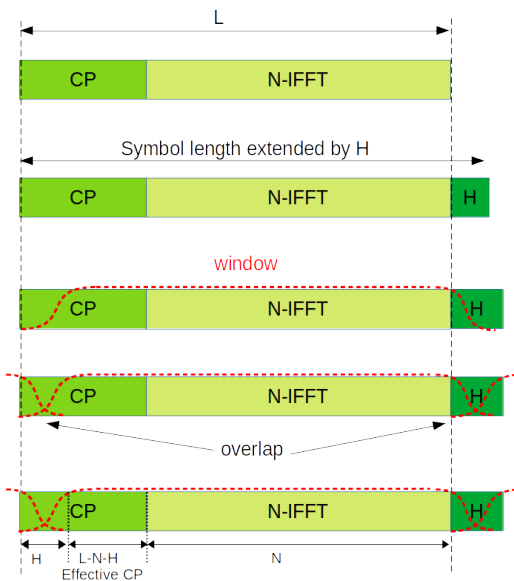 L
CP N-IFFT
Symbol length extended by H
CP N-IFFT H
window
CP N-IFFT H
CP N-IFFT H
overlap
CP N-IFFT H
H L-N-H N
Effective CP